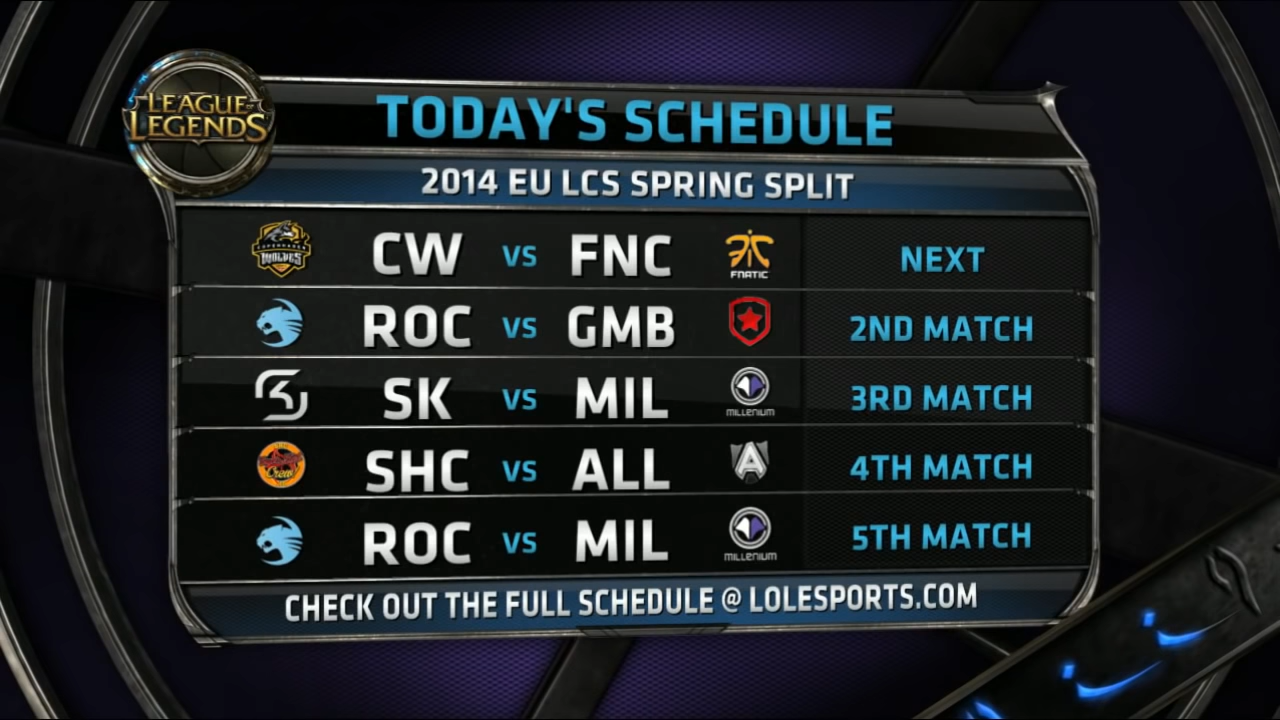 LEAGUE OF LEGENDS
TODAY'S SCHEDULE
2014 EU LCS SPRING SPLIT
WOLVES CW VS FNC FNATIC NEXT
ROC VS GMB 2ND MATCH
SK VS MIL MILLENIUM 3RD MATCH
Crew SHC VS ALL 4TH MATCH
ROC VS MIL MILLENIUM 5TH MATCH
CHECK OUT THE FULL SCHEDULE @ LOLESPORTS.COM